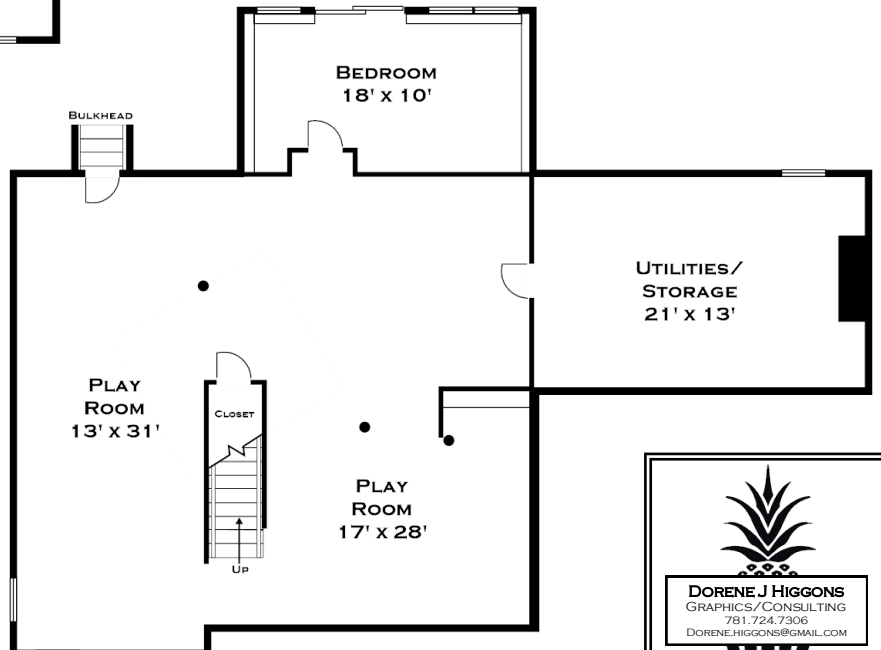 Bedroom
18' x 10'
Bulkhead
Utilities/
Storage
21' x 13'
Play
Room
13' x 31'
Closet
Play
Room
17' x 28'
Up
Dorene J Higgons
Graphics/Consulting
781.724.7306
Dorene.higgons@gmail.com